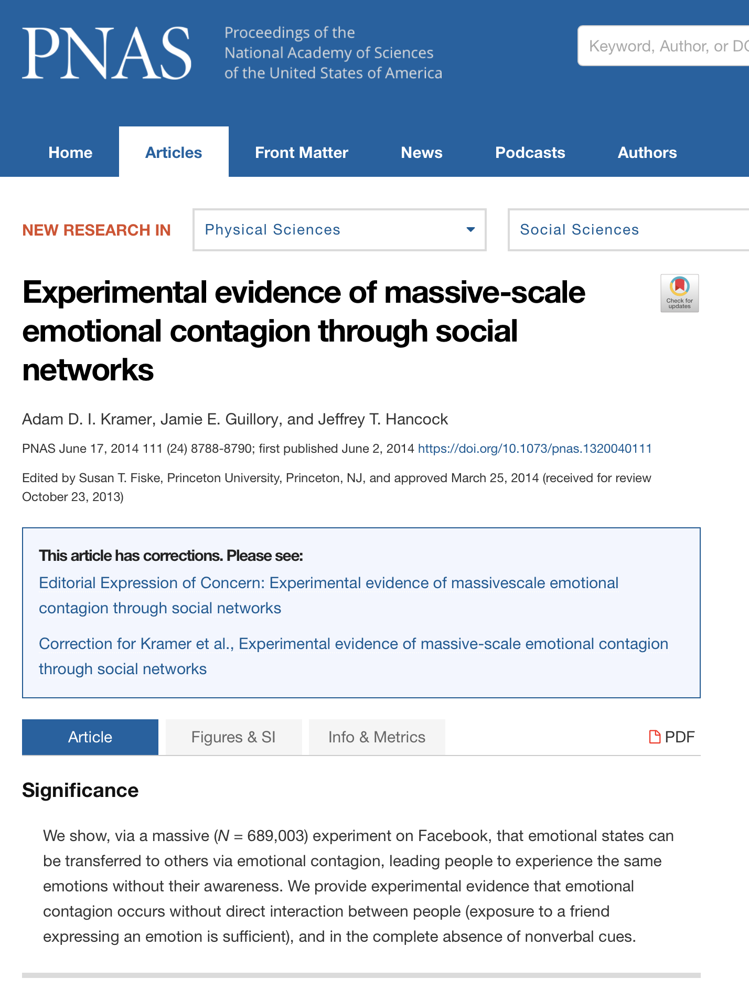 PNAS
Proceedings of the
National Academy of Sciences
of the United States of America
Keyword, Author, or DO
Home Articles Front Matter News Podcasts Authors
NEW RESEARCH IN Physical Sciences Social Sciences
Experimental evidence of massive-scale
emotional contagion through social
networks
Check for
updates
Adam D. I. Kramer, Jamie E. Guillory, and Jeffrey T. Hancock
PNAS June 17, 2014 111 (24) 8788-8790; first published June 2, 2014 https://doi.org/10.1073/pnas.1320040111
Edited by Susan T. Fiske, Princeton University, Princeton, NJ, and approved March 25, 2014 (received for review
October 23, 2013)
This article has corrections. Please see:
Editorial Expression of Concern: Experimental evidence of massivescale emotional
contagion through social networks
Correction for Kramer et al., Experimental evidence of massive-scale emotional contagion
through social networks
Article Figures & SI Info & Metrics PDF
Significance
We show, via a massive (N = 689,003) experiment on Facebook, that emotional states can
be transferred to others via emotional contagion, leading people to experience the same
emotions without their awareness. We provide experimental evidence that emotional
contagion occurs without direct interaction between people (exposure to a friend
expressing an emotion is sufficient), and in the complete absence of nonverbal cues.